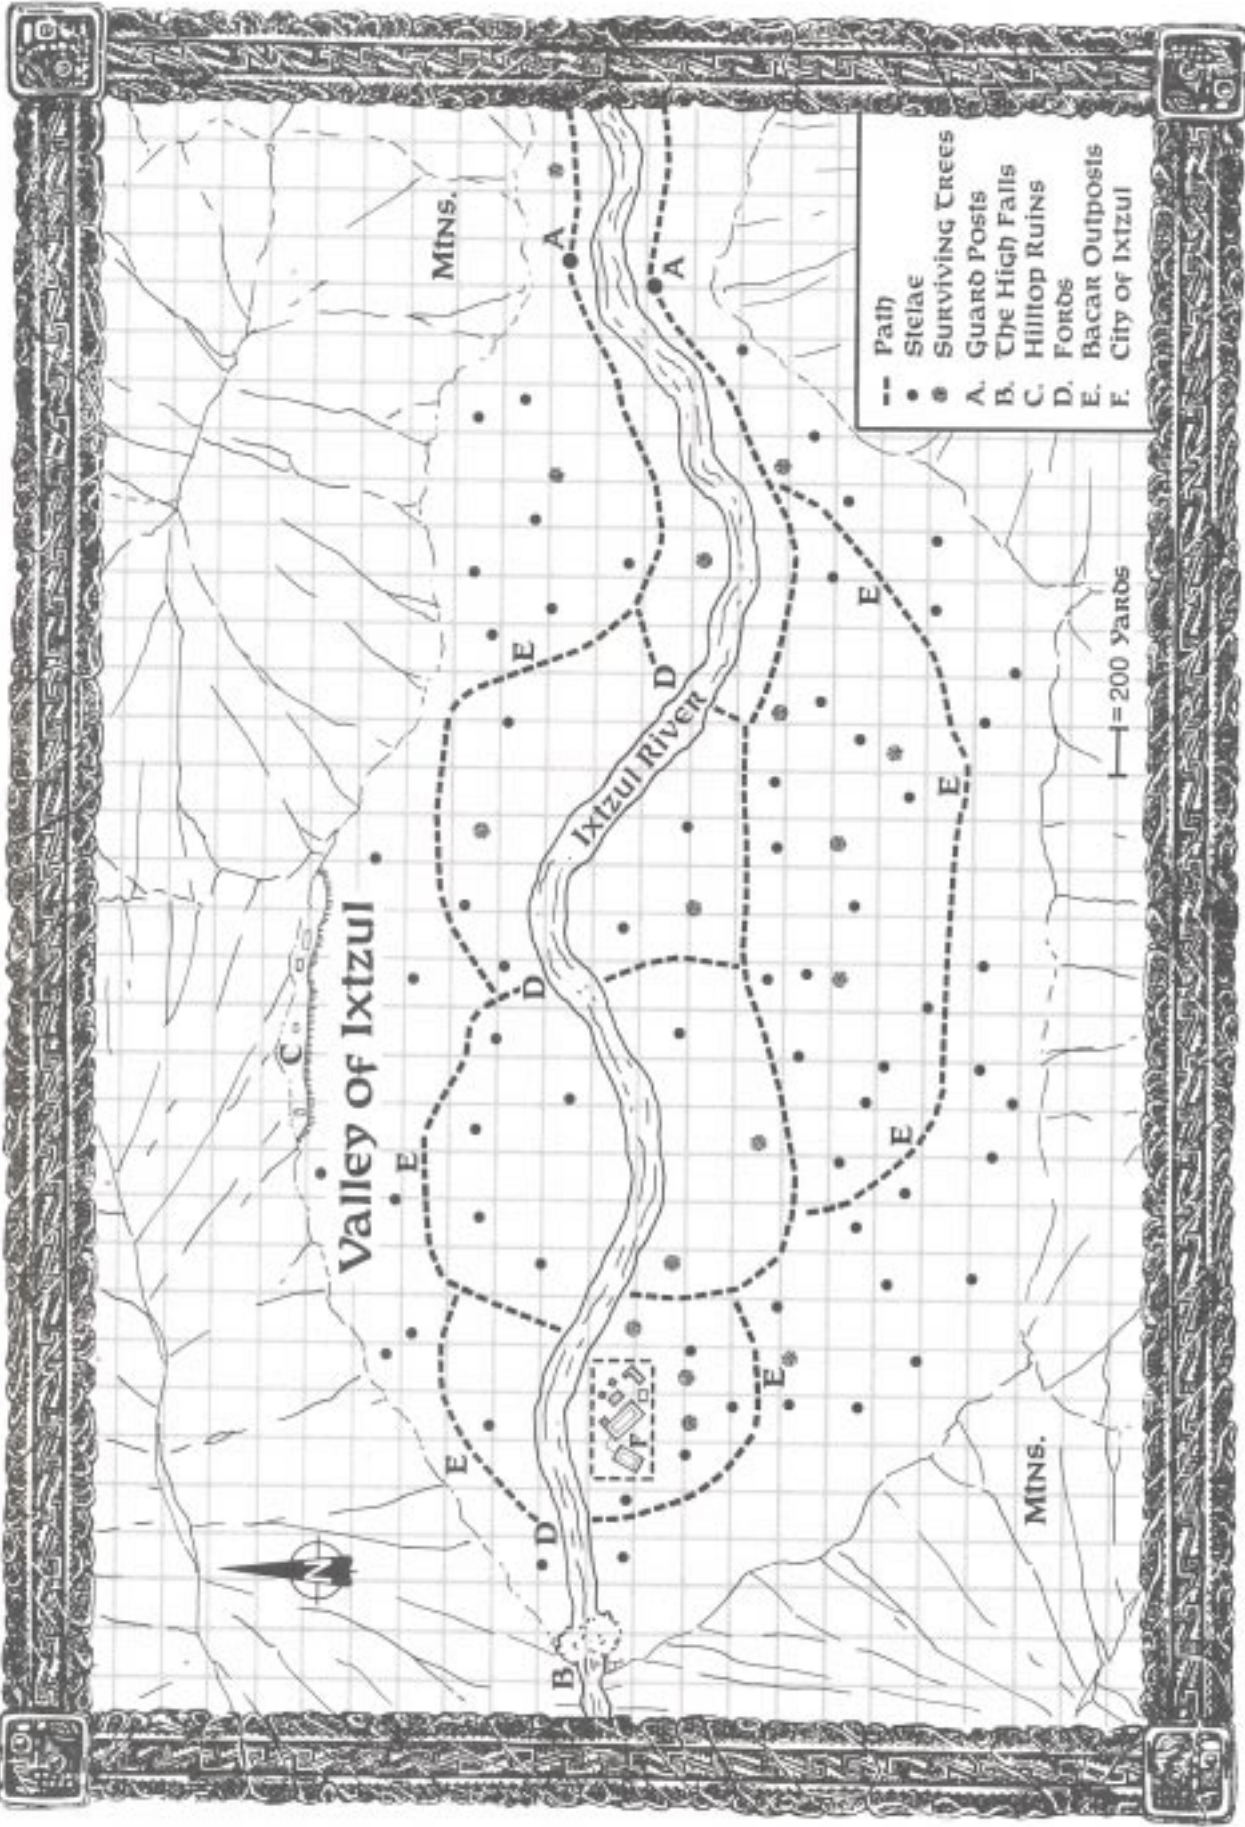 Valley of Ixtzul
Mtns.
C
A
A
E
E
E
E
D
D
D
Ixtzul River
B
F
E
E
E
E
Mtns.
N
Path
Stelae
Surviving Trees
A. Guard Posts
B. The High Falls
C. Hilltop Ruins
D. Fords
E. Bacar Outposts
F. City of Ixtzul
= 200 Yards